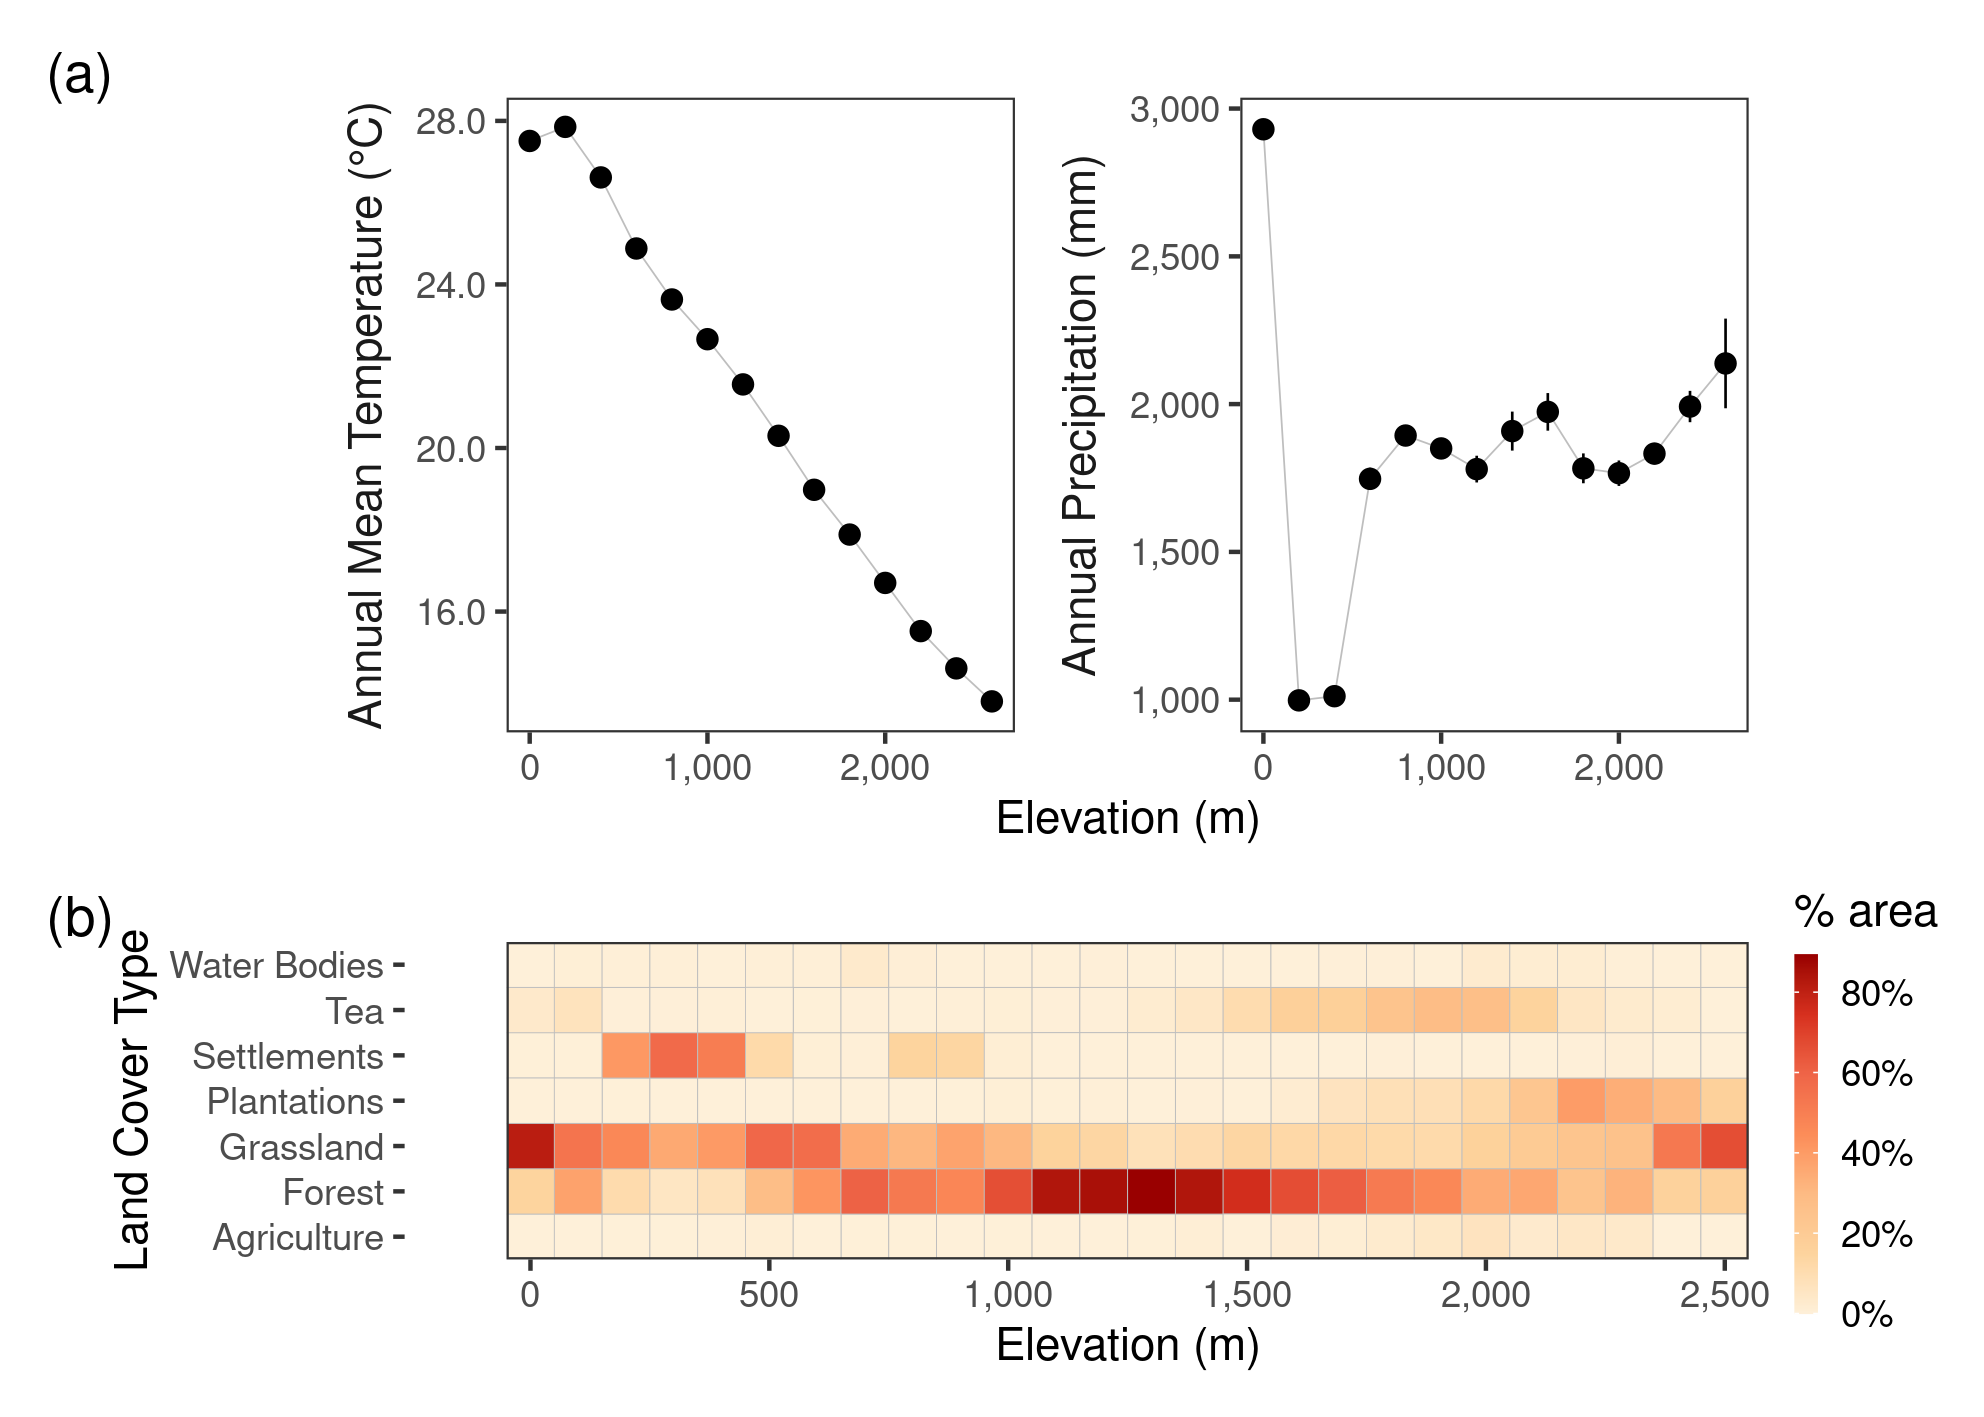 (a)
Annual Mean Temperature (°C)
28.0
24.0
20.0
16.0
0
1,000
2,000
Annual Precipitation (mm)
3,000
2,500
2,000
1,500
1,000
0
1,000
2,000
Elevation (m)
(b)
Land Cover Type
Water Bodies
Tea
Settlements
Plantations
Grassland
Forest
Agriculture
0
500
1,000
1,500
2,000
2,500
Elevation (m)
% area
80%
60%
40%
20%
0%